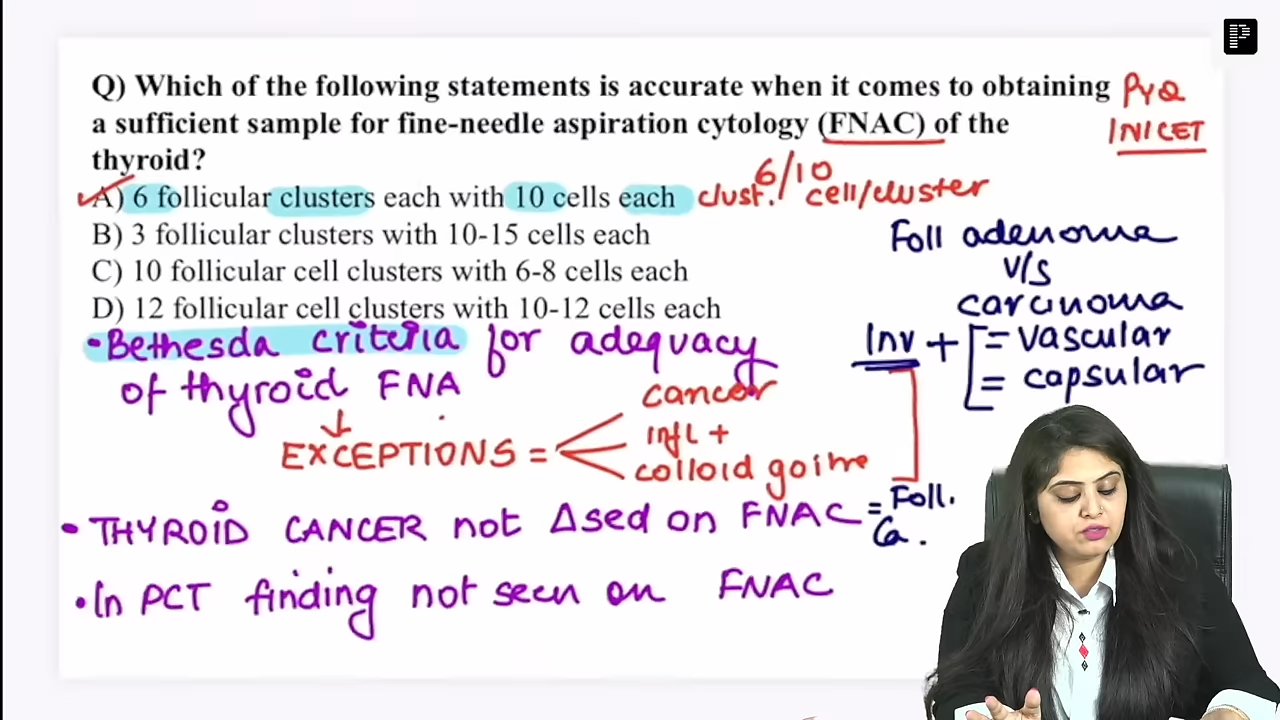 Q) Which of the following statements is accurate when it comes to obtaining
a sufficient sample for fine-needle aspiration cytology (FNAC) of the
thyroid?
PYQ
INICET
A) 6 follicular clusters each with 10 cells each
6/10
clust. cell/cluster
B) 3 follicular clusters with 10-15 cells each
C) 10 follicular cell clusters with 6-8 cells each
D) 12 follicular cell clusters with 10-12 cells each
Foll adenoma
V/S
carcinoma
Inv + = vascular
= capsular
• Bethesda criteria for adequacy
of thyroid FNA
EXCEPTIONS =
cancer
infl +
colloid goitre
• THYROID CANCER not Δsed on FNAC = Foll.
Ca.
• In PCT finding not seen on FNAC
P